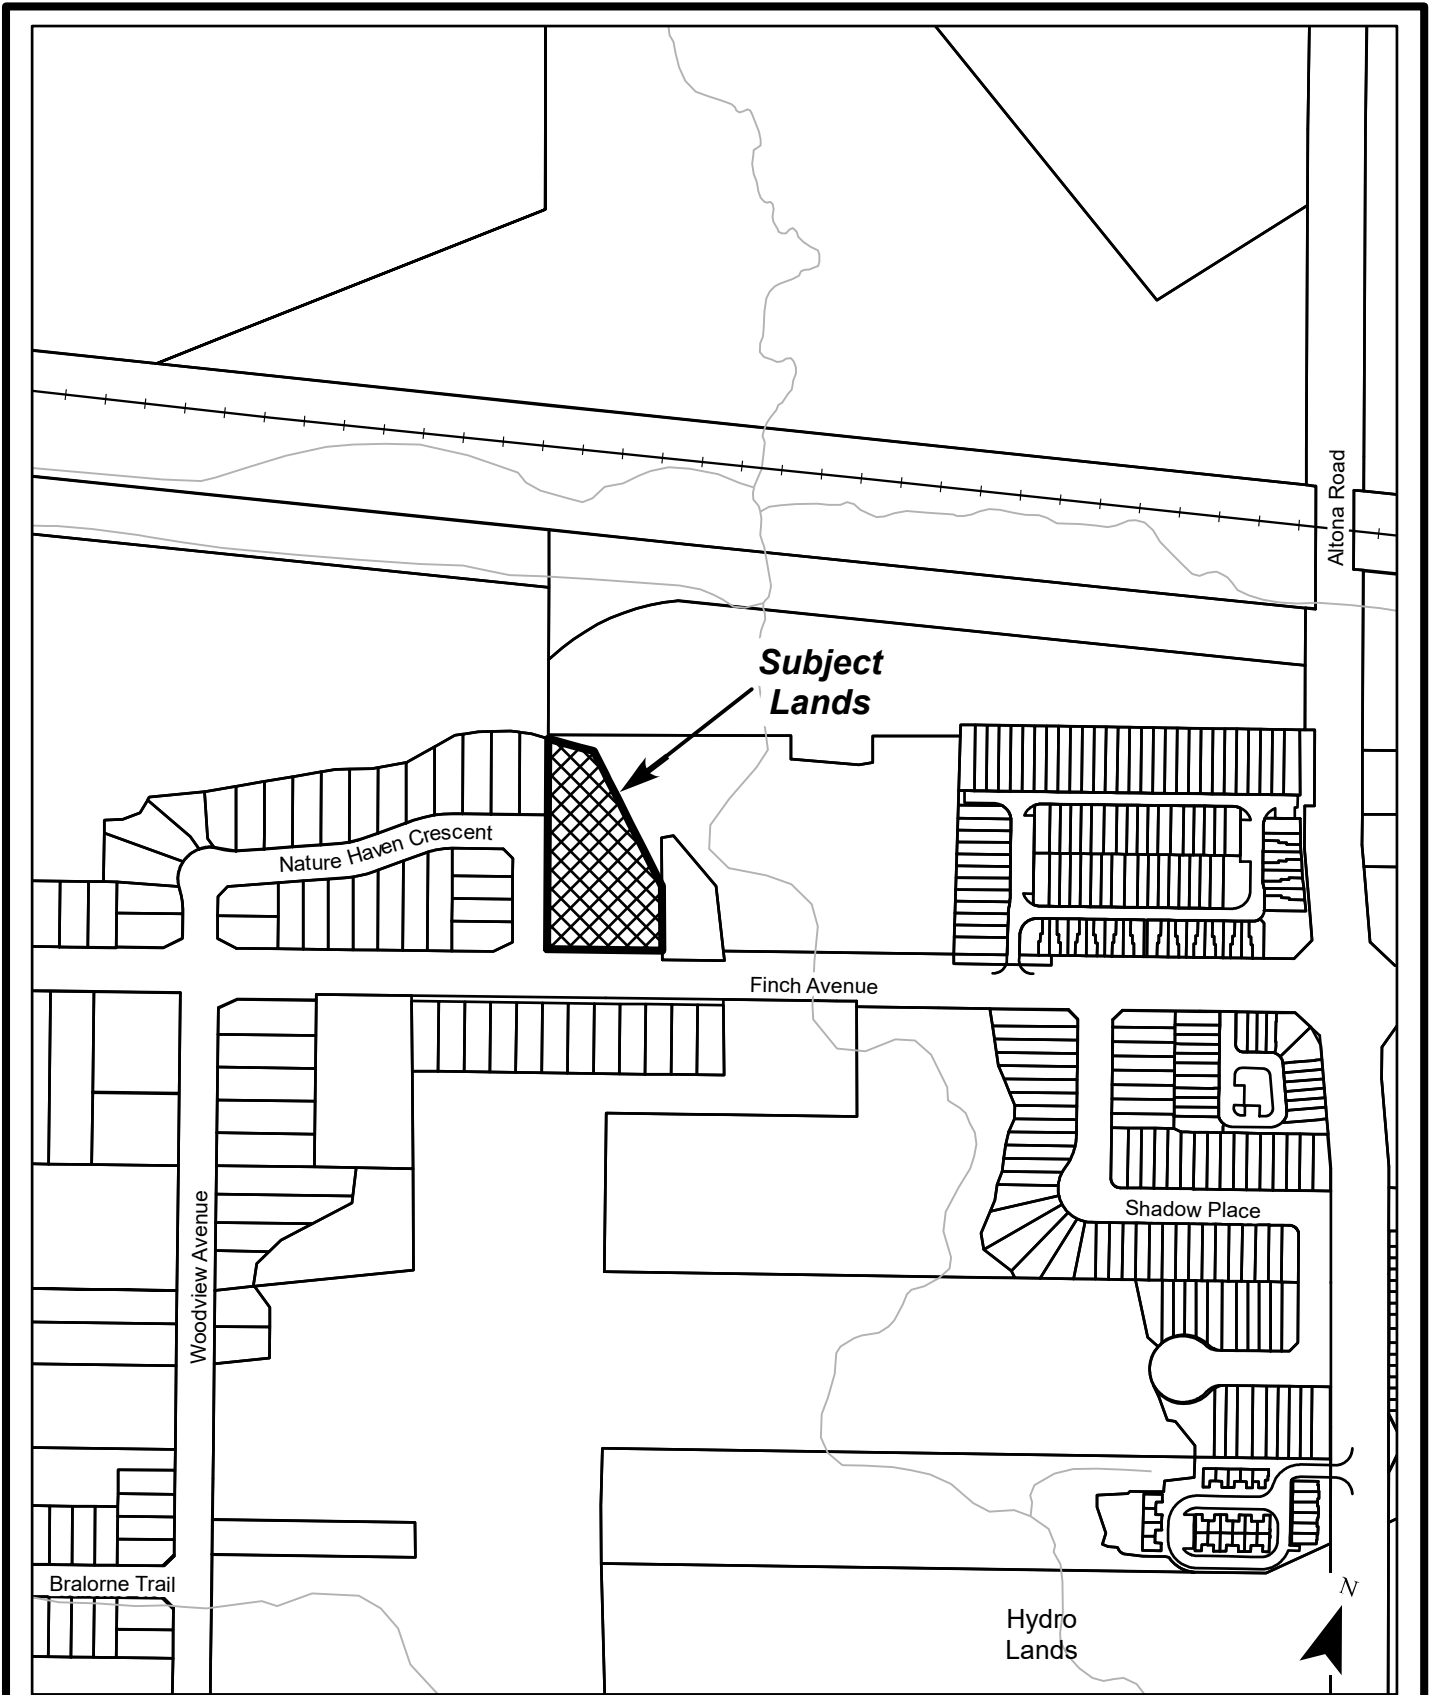 Altona Road
Subject
Lands
Nature Haven Crescent
Finch Avenue
Woodview Avenue
Shadow Place
Bralorne Trail
N
Hydro
Lands